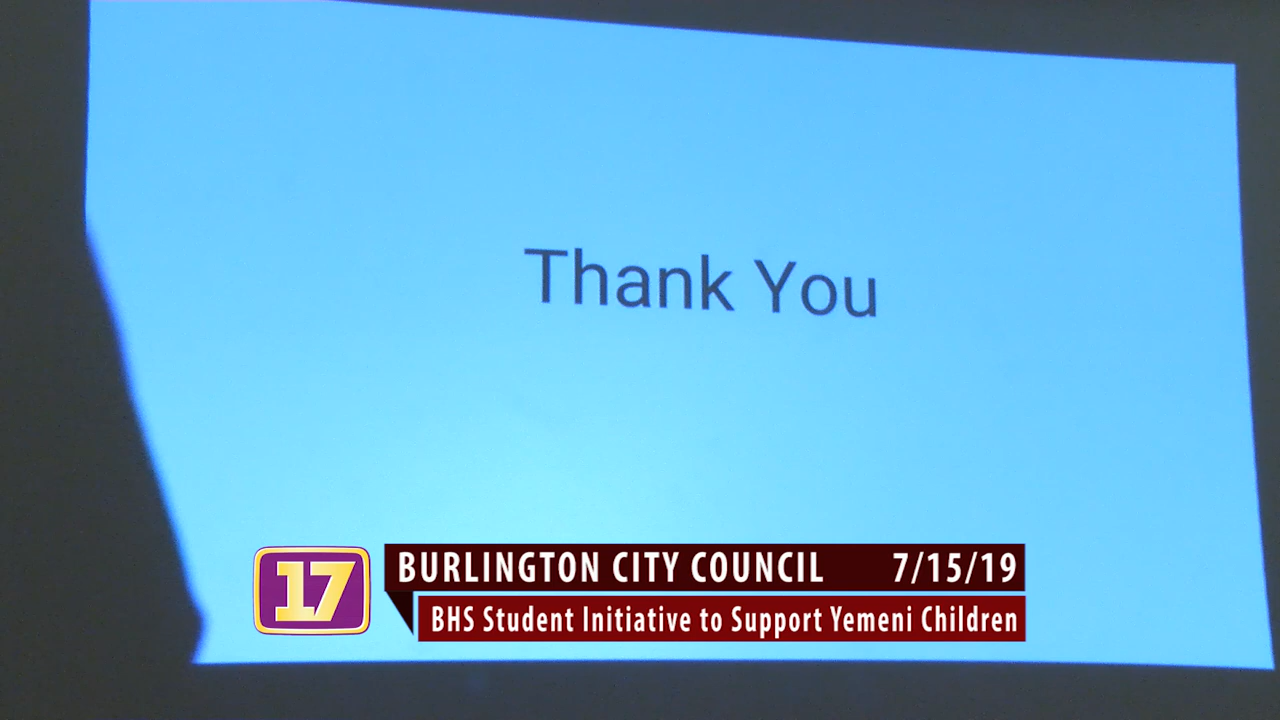 Thank You
17
BURLINGTON CITY COUNCIL 7/15/19
BHS Student Initiative to Support Yemeni Children